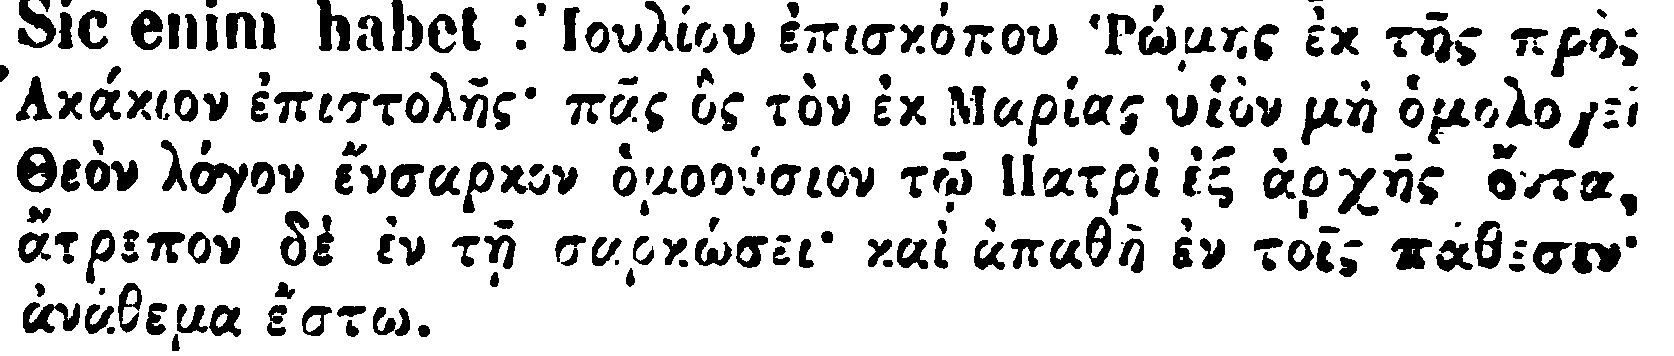 Sic enim habet : Ἰουλίου ἐπισκόπου Ῥώμης ἐκ τῆς πρὸς
Ἀκάκιον ἐπιστολῆς· πᾶς ὃς τὸν ἐκ Μαρίας υἱὸν μὴ ὁμολογεῖ
Θεὸν λόγον ἔνσαρκον ὁμοούσιον τῷ Πατρὶ ἐξ ἀρχῆς ὄντα,
ἄτρεπον δὲ ἐν τῇ σαρκώσει· καὶ ἀπαθῆ ἐν τοῖς πάθεσιν·
ἀνάθεμα ἔστω.